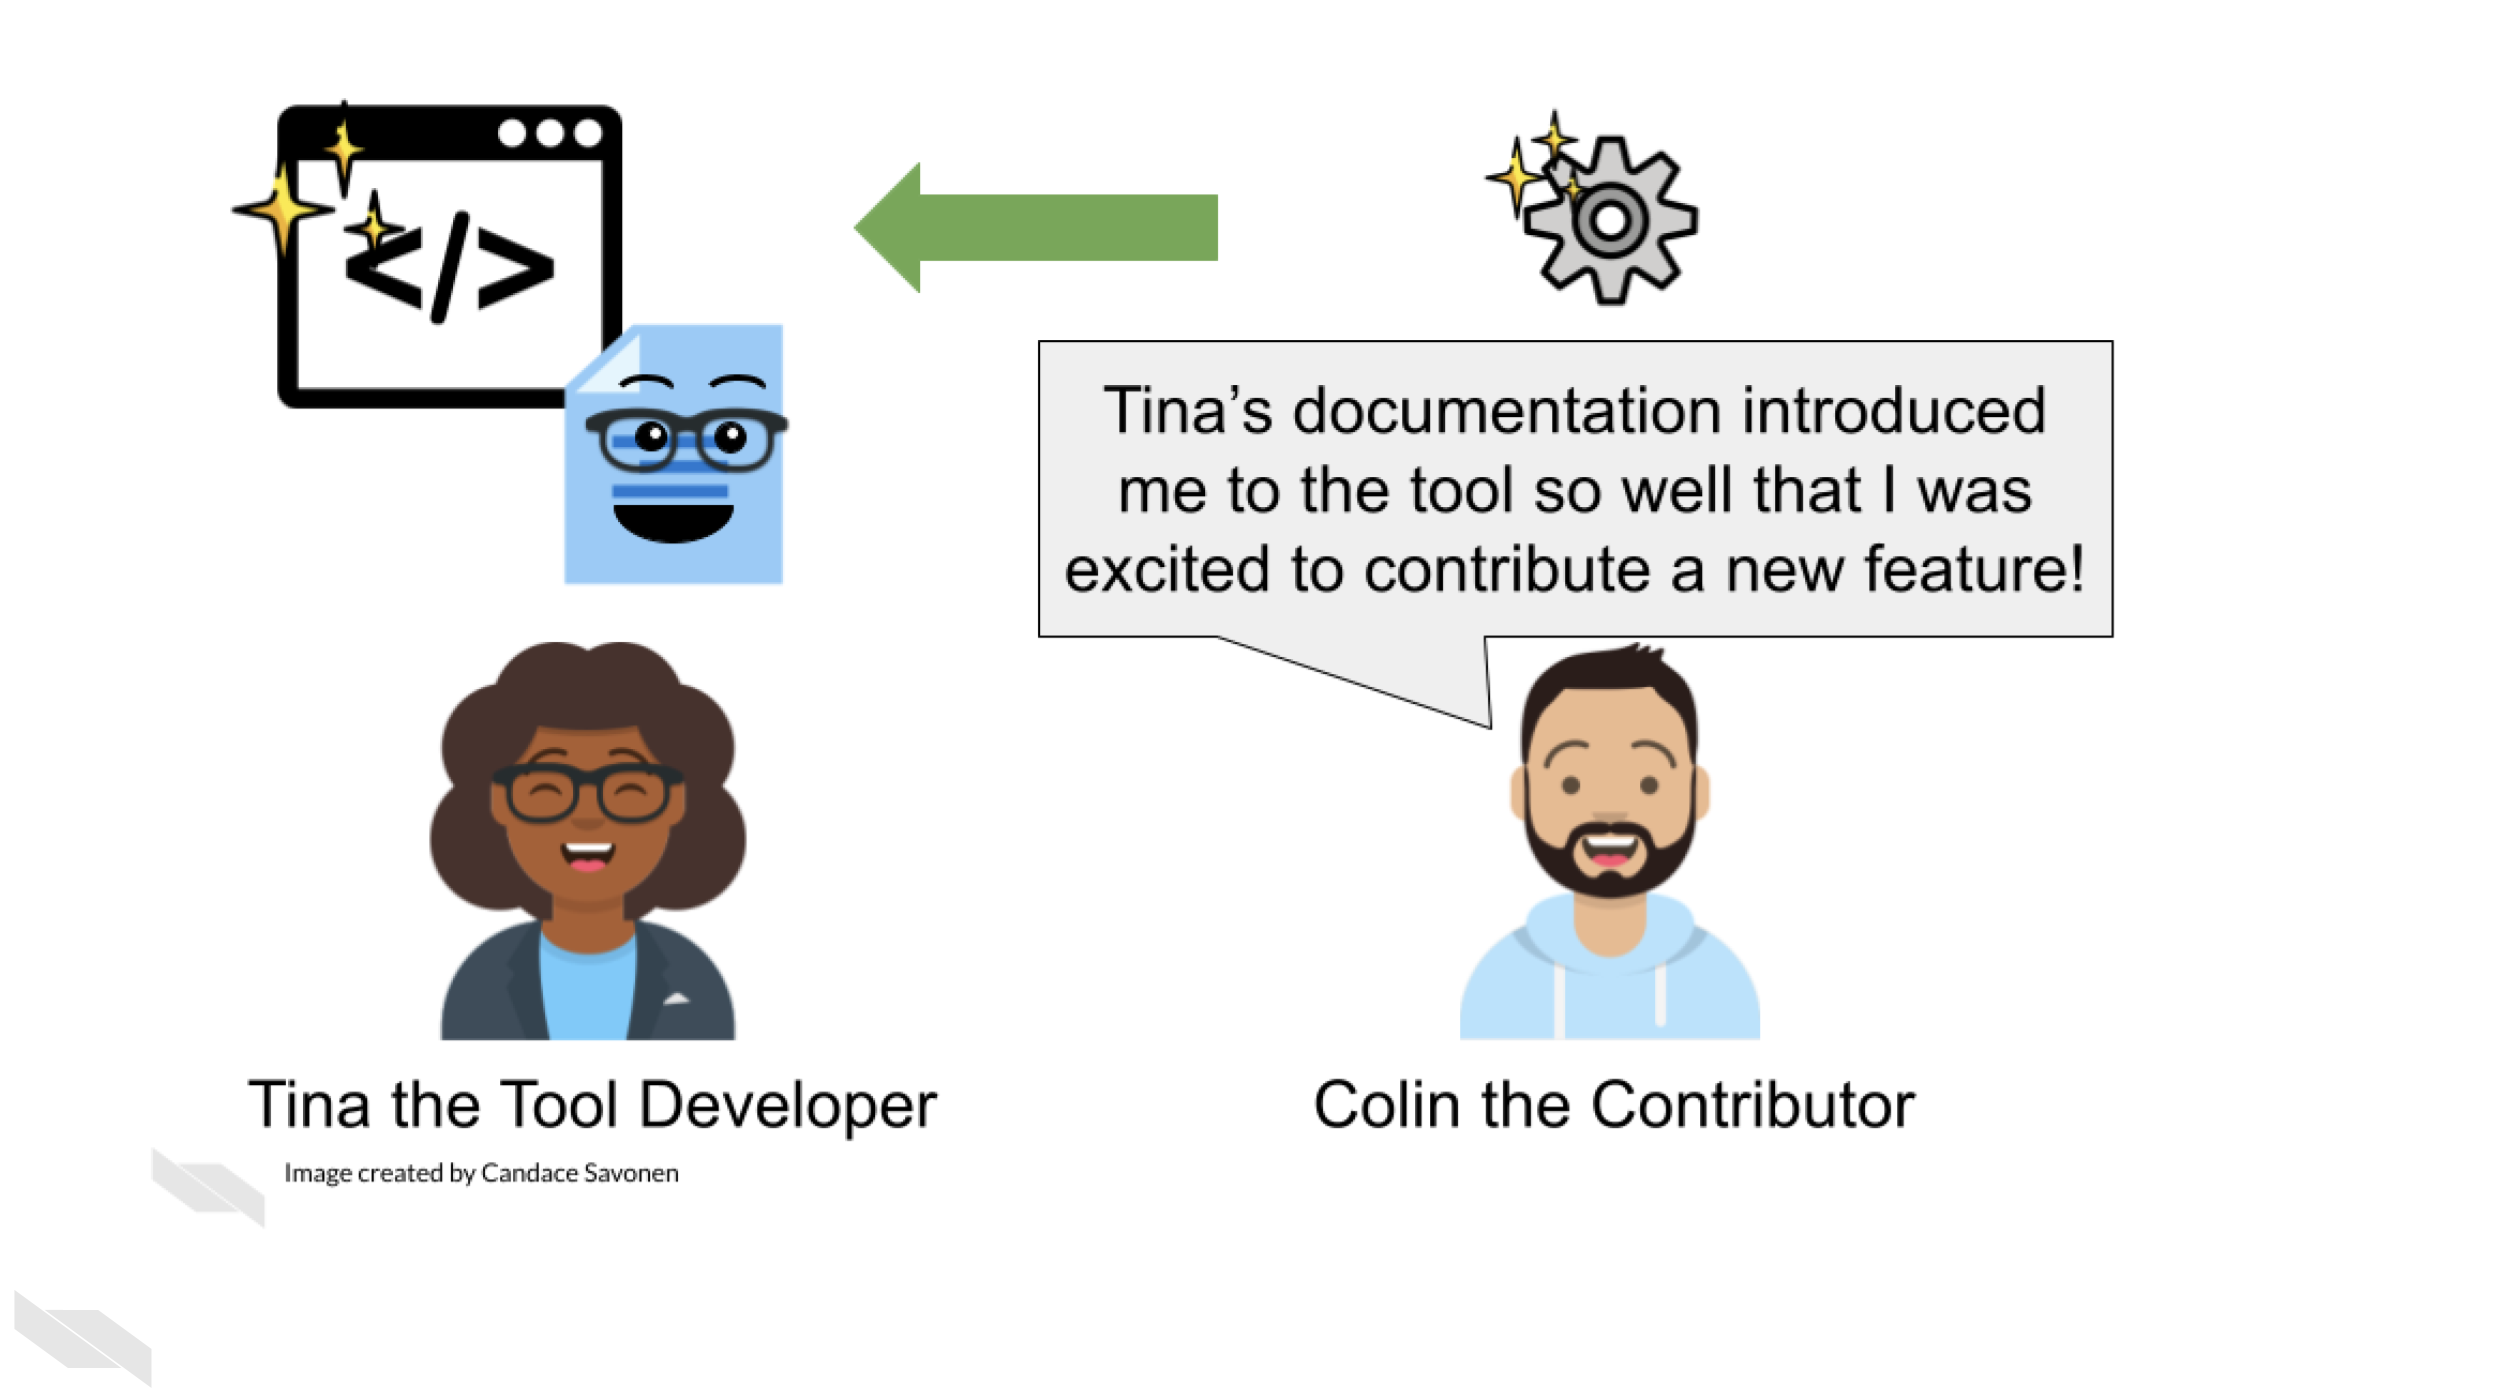 </>
Tina’s documentation introduced
me to the tool so well that I was
excited to contribute a new feature!
Tina the Tool Developer
Colin the Contributor
Image created by Candace Savonen